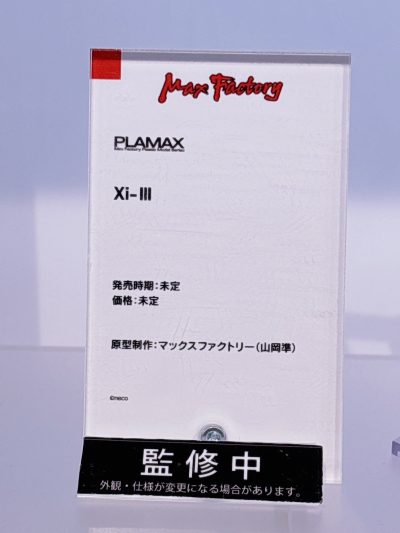 Max Factory
PLAMAX
Max Factory Plastic Model Series
Xi-III
発売時期：未定
価格：未定
原型制作：マックスファクトリー（山岡準）
©neco
監修中
外観・仕様が変更になる場合があります。